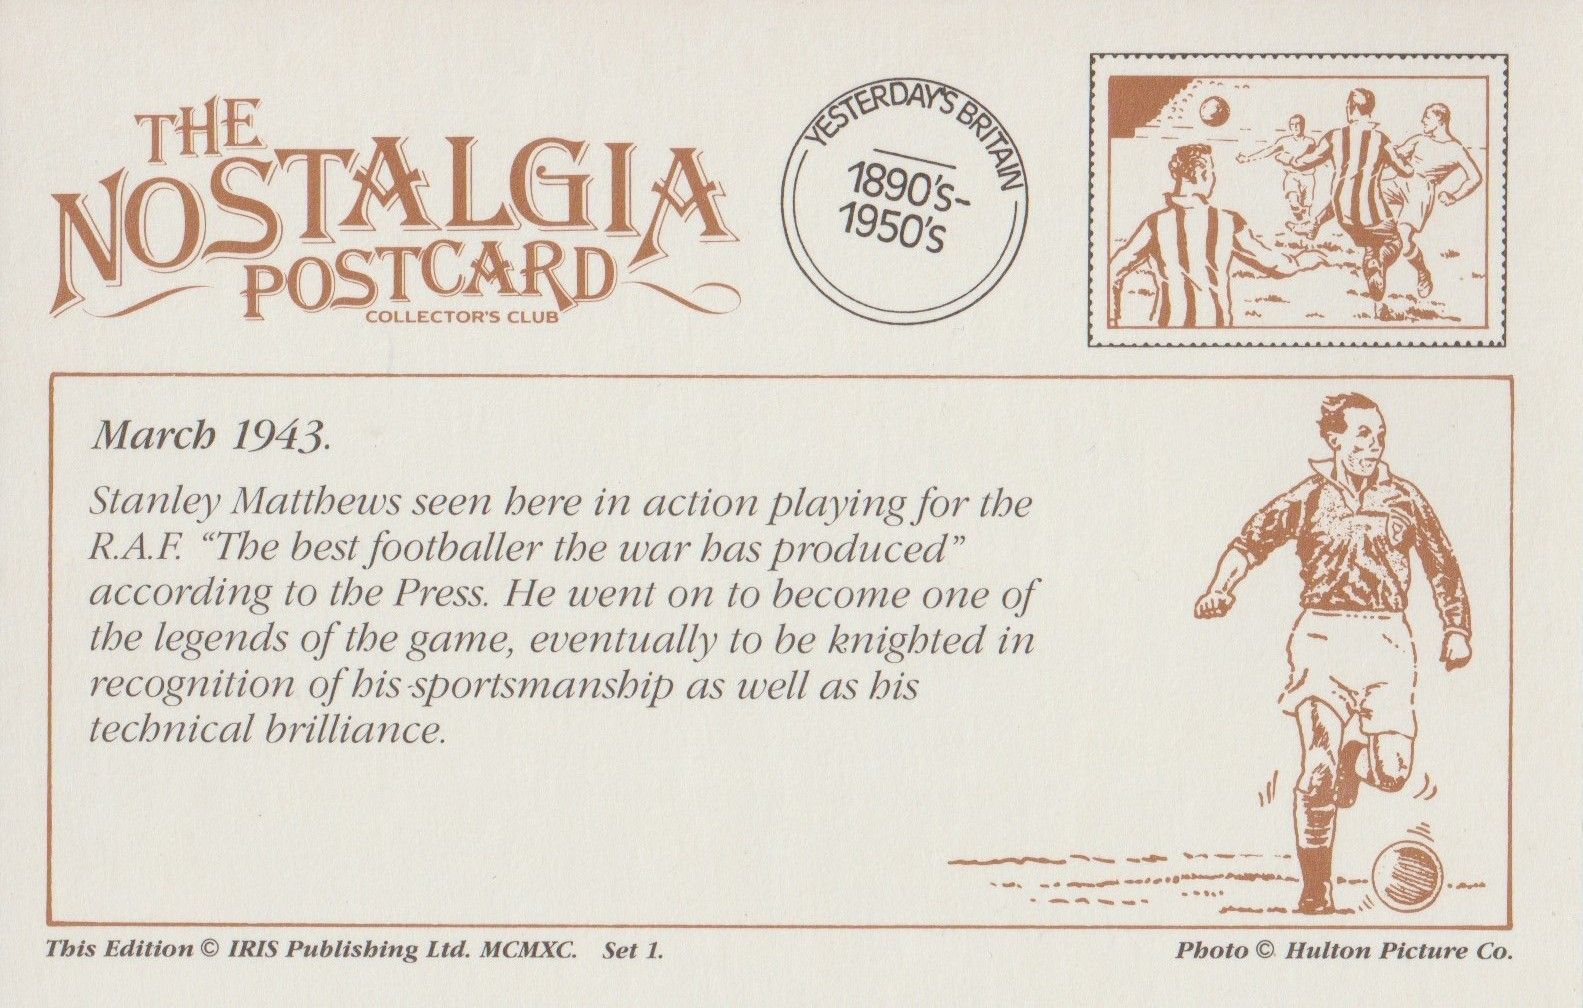 THE
NOSTALGIA
POSTCARD
COLLECTOR'S CLUB
YESTERDAY'S BRITAIN
1890's-
1950's
March 1943.
Stanley Matthews seen here in action playing for the
R.A.F. “The best footballer the war has produced”
according to the Press. He went on to become one of
the legends of the game, eventually to be knighted in
recognition of his sportsmanship as well as his
technical brilliance.
This Edition © IRIS Publishing Ltd. MCMXC. Set 1.
Photo © Hulton Picture Co.